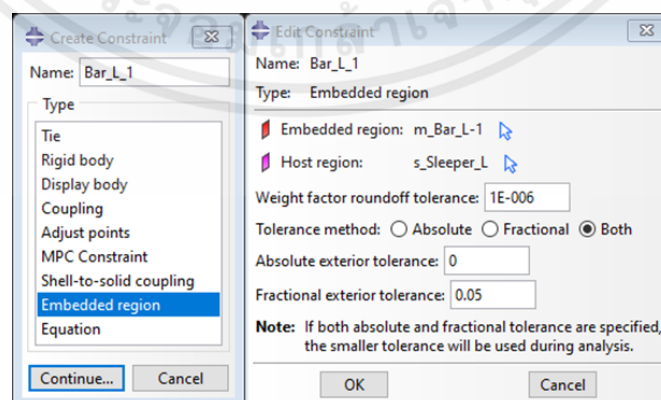 Create Constraint
Name: Bar_L_1
Type
Tie
Rigid body
Display body
Coupling
Adjust points
MPC Constraint
Shell-to-solid coupling
Embedded region
Equation
Continue... Cancel
Edit Constraint
Name: Bar_L_1
Type: Embedded region
Embedded region: m_Bar_L-1
Host region: s_Sleeper_L
Weight factor roundoff tolerance: 1E-006
Tolerance method: Absolute Fractional Both
Absolute exterior tolerance: 0
Fractional exterior tolerance: 0.05
Note: If both absolute and fractional tolerance are specified,
the smaller tolerance will be used during analysis.
OK Cancel